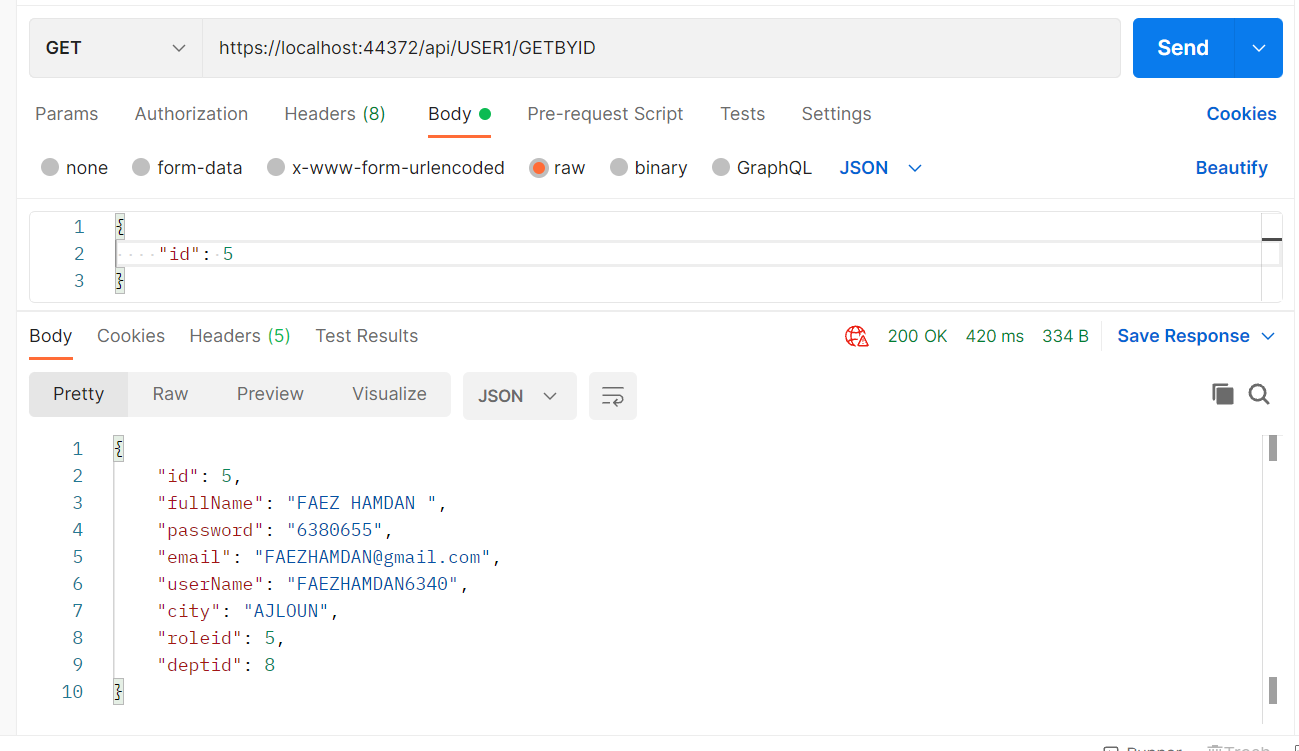 GET https://localhost:44372/api/USER1/GETBYID Send
Params Authorization Headers (8) Body Pre-request Script Tests Settings Cookies
none form-data x-www-form-urlencoded raw binary GraphQL JSON Beautify
1 {
2 "id": 5
3 }
Body Cookies Headers (5) Test Results 200 OK 420 ms 334 B Save Response
Pretty Raw Preview Visualize JSON
1 {
2 "id": 5,
3 "fullName": "FAEZ HAMDAN ",
4 "password": "6380655",
5 "email": "FAEZHAMDAN@gmail.com",
6 "userName": "FAEZHAMDAN6340",
7 "city": "AJLOUN",
8 "roleid": 5,
9 "deptid": 8
10 }
Runner Trash